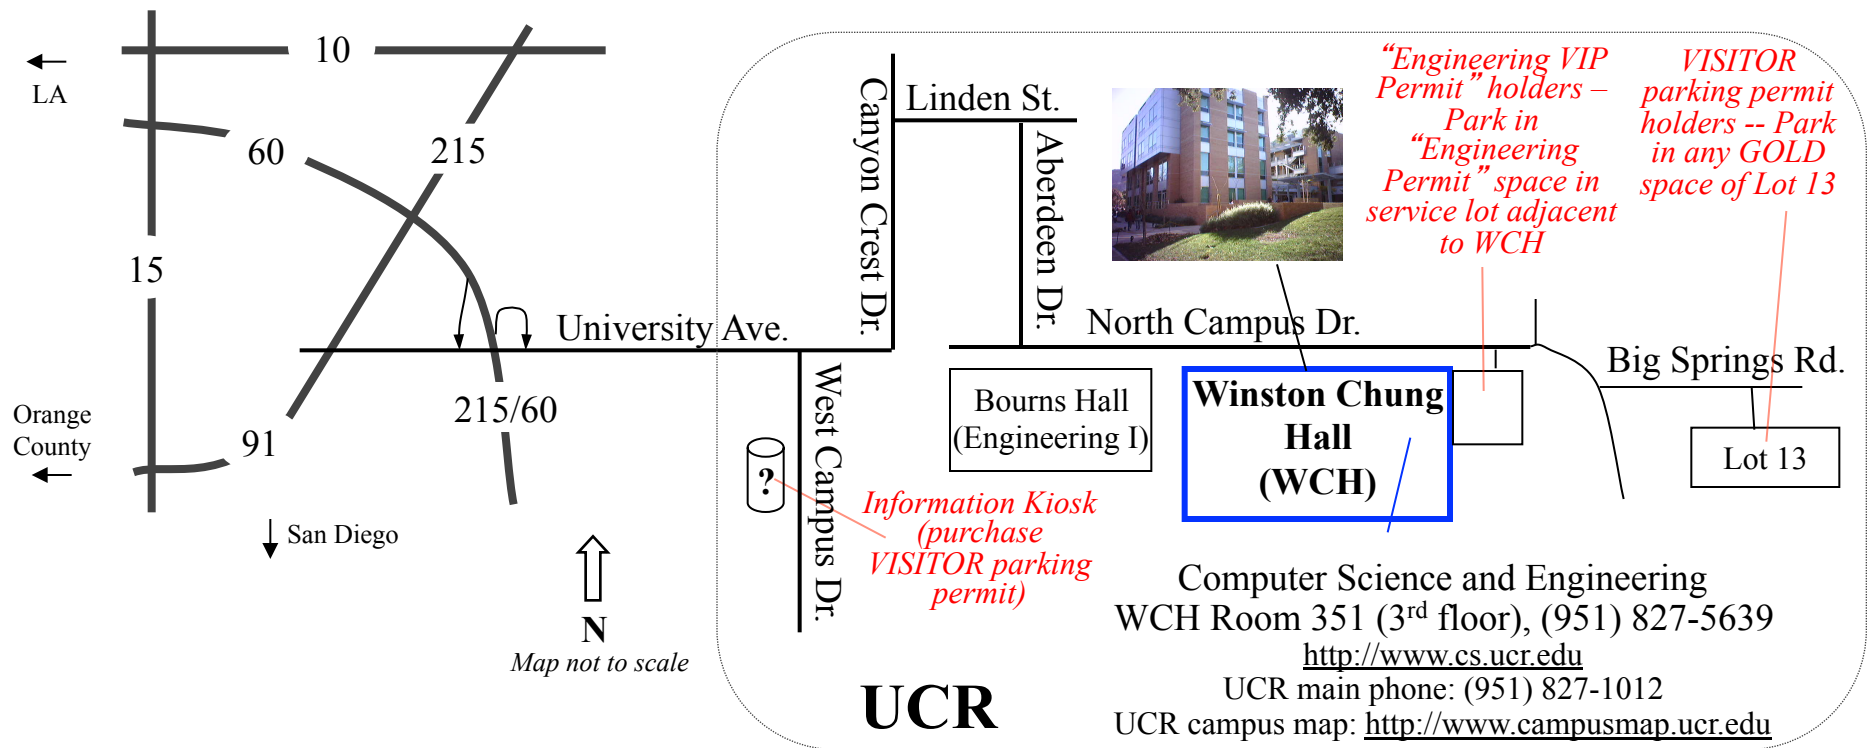 10
LA
60
215
15
University Ave.
215/60
Orange
County
91
San Diego
N
Map not to scale
Canyon Crest Dr.
Linden St.
Aberdeen Dr.
“Engineering VIP
Permit” holders –
Park in
“Engineering
Permit” space in
service lot adjacent
to WCH
VISITOR
parking permit
holders -- Park
in any GOLD
space of Lot 13
North Campus Dr.
Big Springs Rd.
West Campus Dr.
Bourns Hall
(Engineering I)
Winston Chung
Hall
(WCH)
Lot 13
?
Information Kiosk
(purchase
VISITOR parking
permit)
Computer Science and Engineering
WCH Room 351 (3rd floor), (951) 827-5639
http://www.cs.ucr.edu
UCR main phone: (951) 827-1012
UCR campus map: http://www.campusmap.ucr.edu
UCR